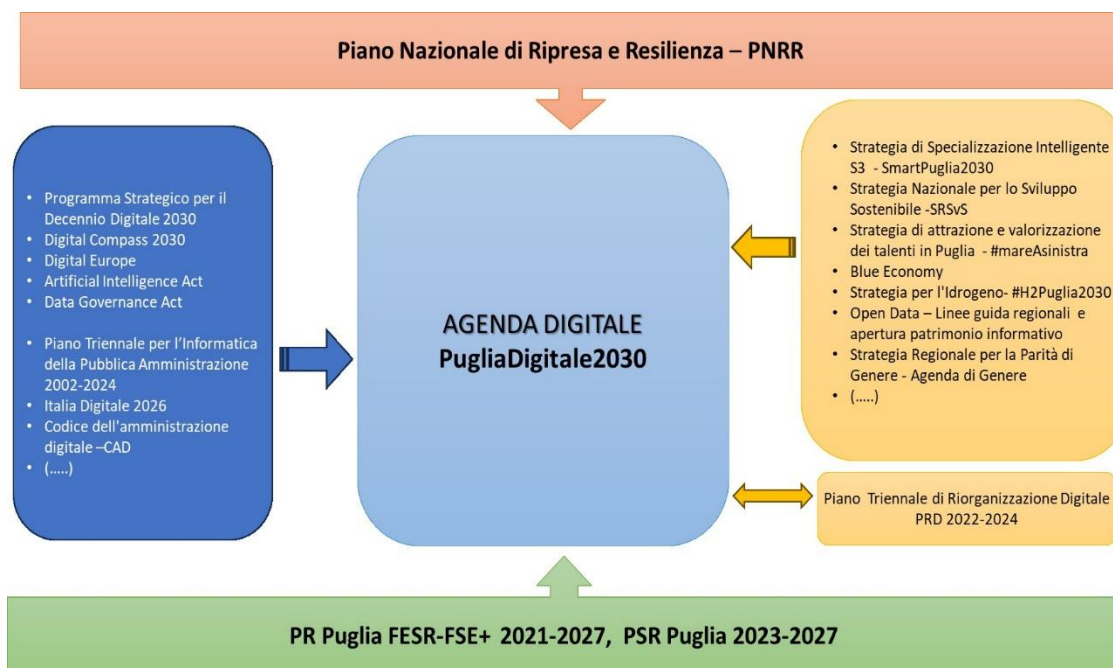 Piano Nazionale di Ripresa e Resilienza – PNRR
• Programma Strategico per il
Decennio Digitale 2030
• Digital Compass 2030
• Digital Europe
• Artificial Intelligence Act
• Data Governance Act
• Piano Triennale per l’Informatica
della Pubblica Amministrazione
2002-2024
• Italia Digitale 2026
• Codice dell'amministrazione
digitale –CAD
• (.....)
AGENDA DIGITALE
PugliaDigitale2030
• Strategia di Specializzazione Intelligente
S3 - SmartPuglia2030
• Strategia Nazionale per lo Sviluppo
Sostenibile -SRSvS
• Strategia di attrazione e valorizzazione
dei talenti in Puglia - #mareAsinistra
• Blue Economy
• Strategia per l'Idrogeno- #H2Puglia2030
• Open Data – Linee guida regionali e
apertura patrimonio informativo
• Strategia Regionale per la Parità di
Genere - Agenda di Genere
• (.....)
Piano Triennale di Riorganizzazione Digitale
PRD 2022-2024
PR Puglia FESR-FSE+ 2021-2027, PSR Puglia 2023-2027